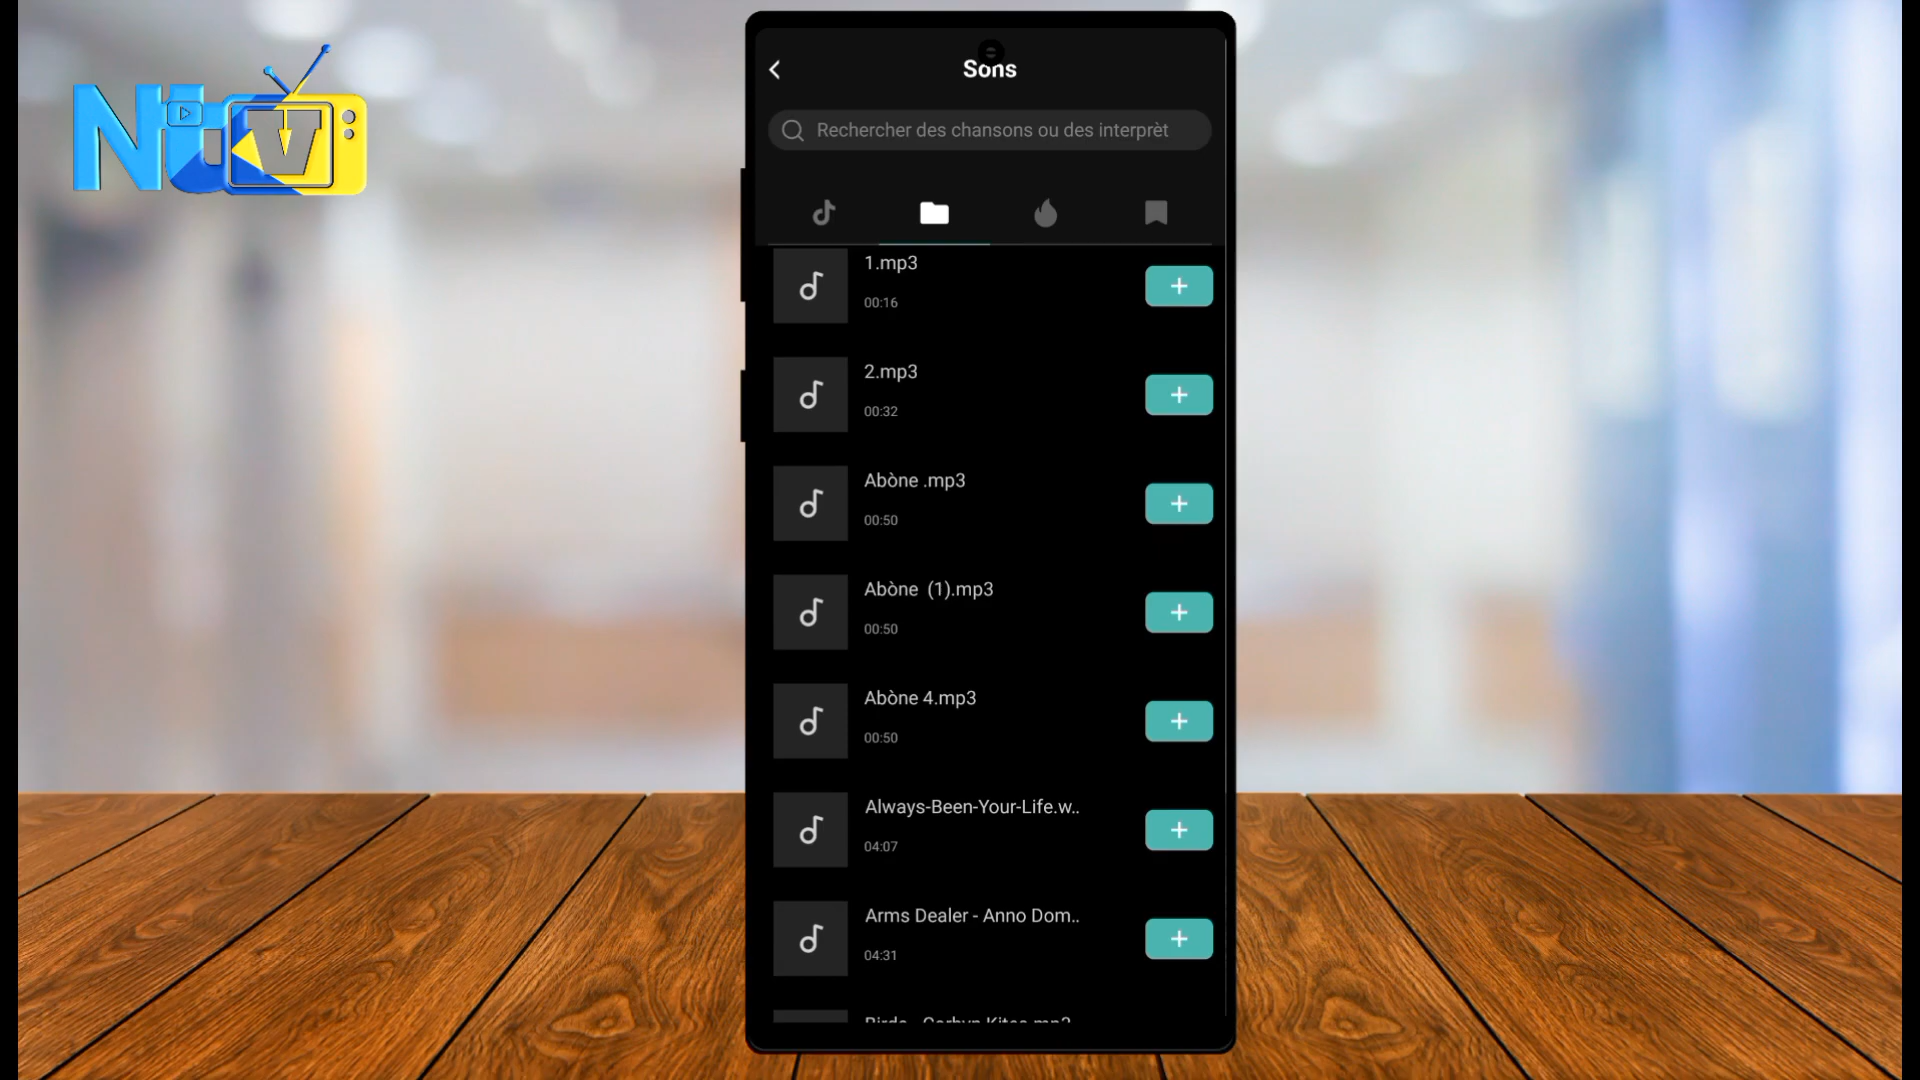 NU TV
Sons
Rechercher des chansons ou des interprèt
1.mp3
00:16
2.mp3
00:32
Abòne .mp3
00:50
Abòne  (1).mp3
00:50
Abòne 4.mp3
00:50
Always-Been-Your-Life.w..
04:07
Arms Dealer - Anno Dom..
04:31